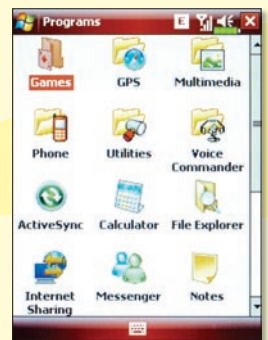 Programs
E
Games
GPS
Multimedia
Phone
Utilities
Voice
Commander
ActiveSync
Calculator
File Explorer
Internet
Sharing
Messenger
Notes